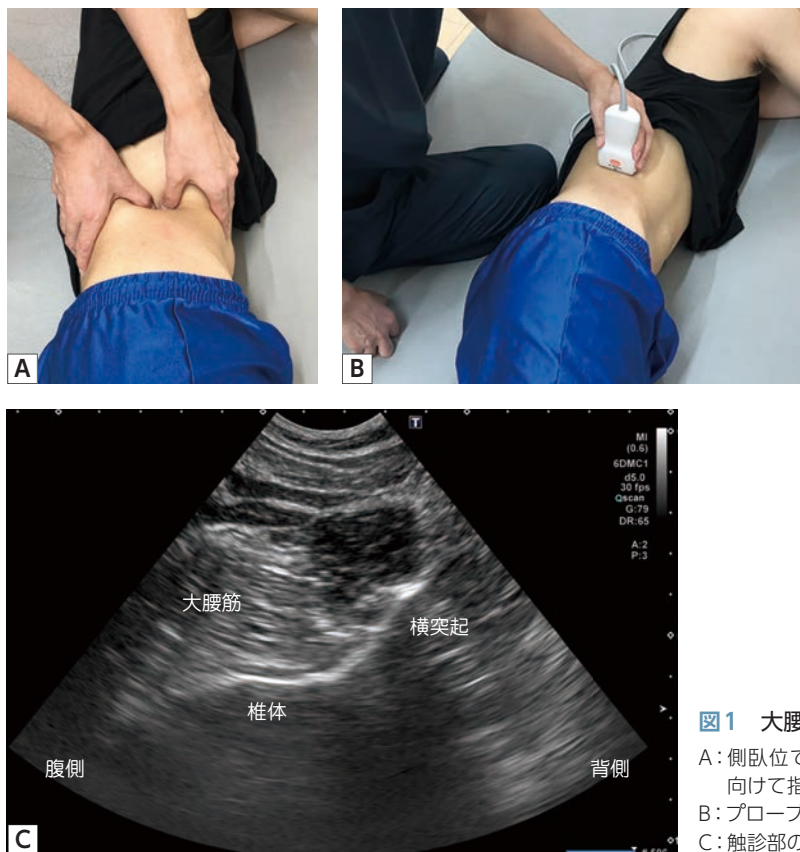 A
B
T
MI
(0.6)
6DMC1
d5.0
30 fps
Qscan
G:79
DR:65
A:2
P:3
大腰筋
横突起
椎体
腹側
背側
C
図1 大腰
A：側臥位で
向けて指
B：プローブ
C：触診部の